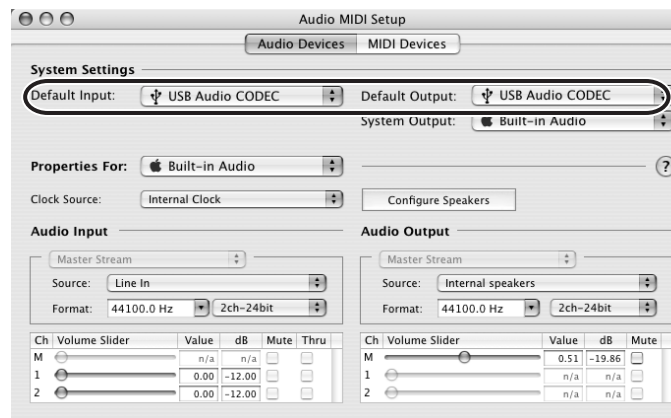 Audio MIDI Setup
Audio Devices MIDI Devices
System Settings
Default Input: USB Audio CODEC Default Output: USB Audio CODEC
System Output: Built-in Audio
Properties For: Built-in Audio ?
Clock Source: Internal Clock Configure Speakers
Audio Input Audio Output
Master Stream Master Stream
Source: Line In Source: Internal speakers
Format: 44100.0 Hz 2ch-24bit Format: 44100.0 Hz 2ch-24bit
Ch Volume Slider Value dB Mute Thru Ch Volume Slider Value dB Mute
M n/a n/a M 0.51 -19.86
1 0.00 -12.00 1 n/a n/a
2 0.00 -12.00 2 n/a n/a